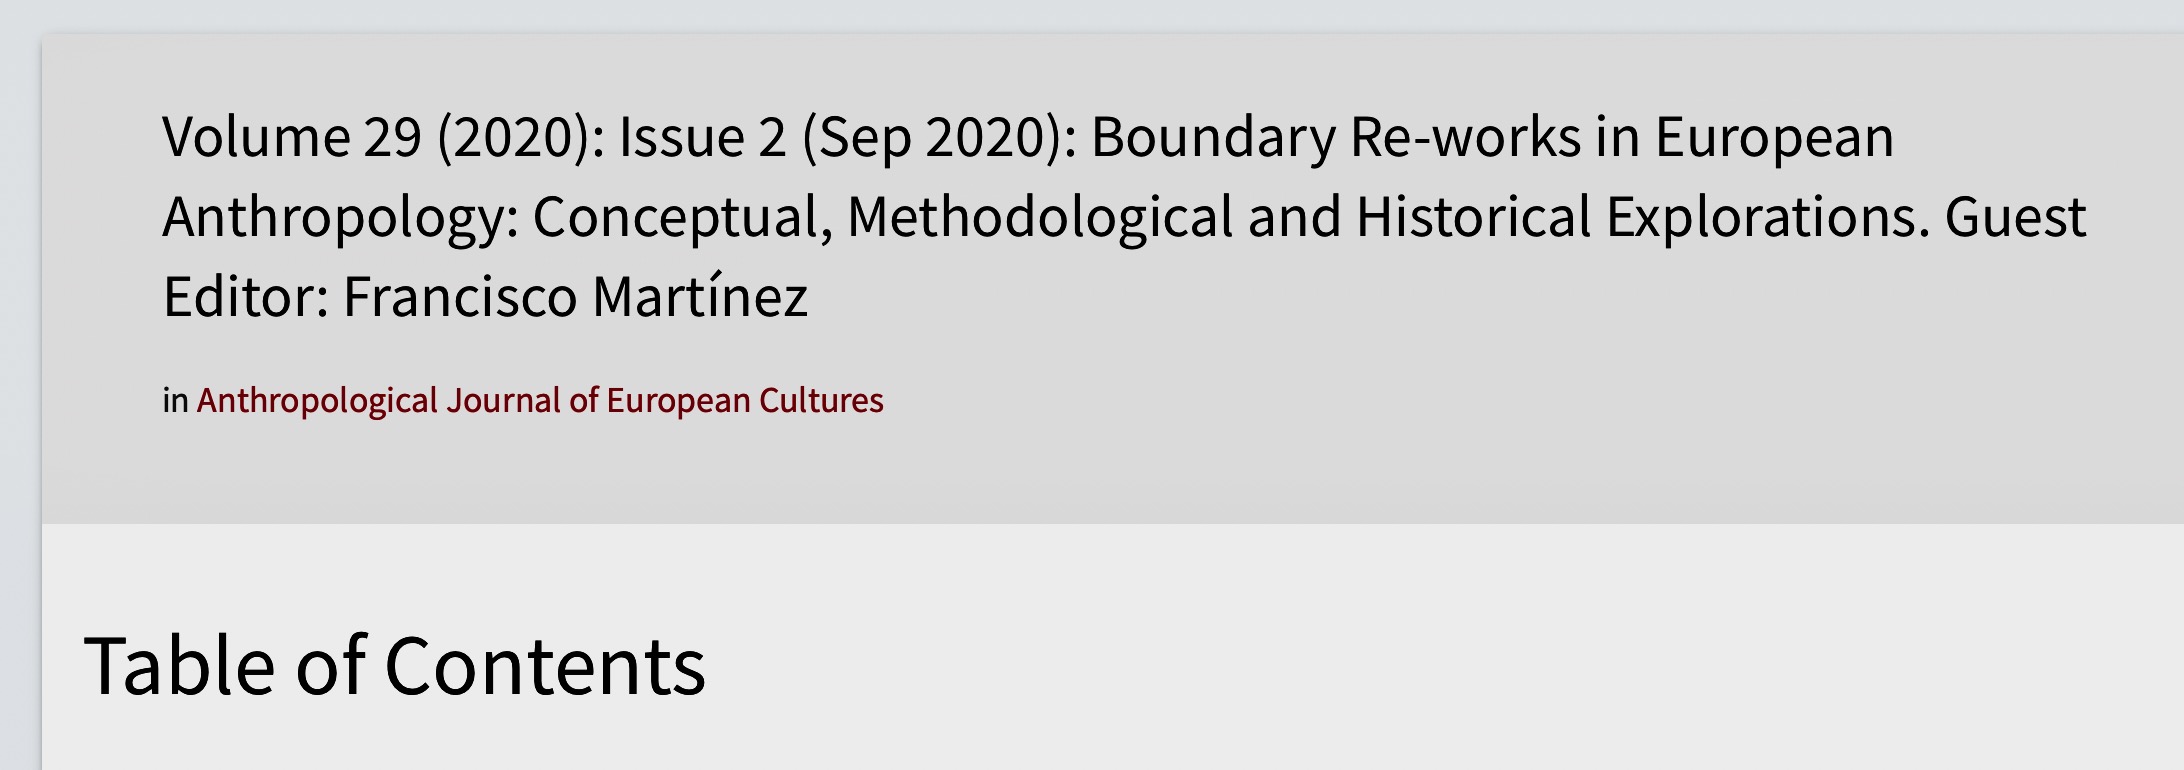 Volume 29 (2020): Issue 2 (Sep 2020): Boundary Re-works in European
Anthropology: Conceptual, Methodological and Historical Explorations. Guest
Editor: Francisco Martínez
in Anthropological Journal of European Cultures
Table of Contents